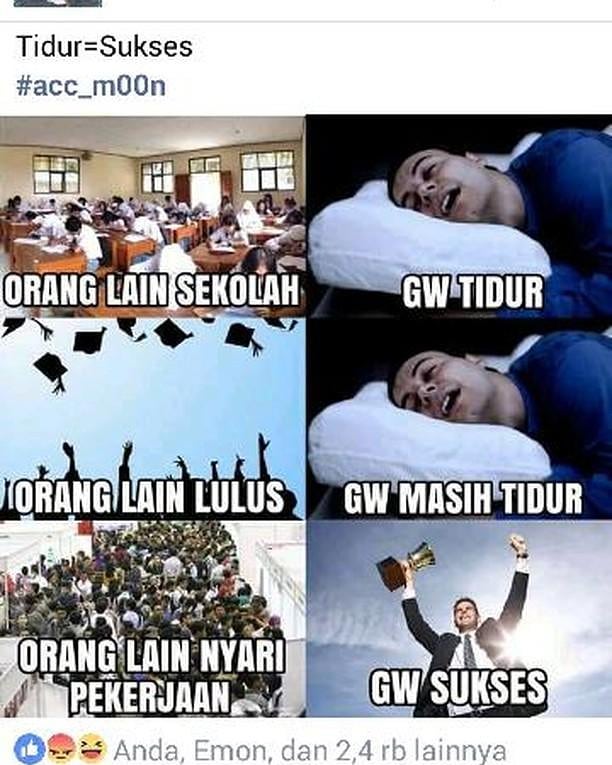 Tidur=Sukses
#acc_m00n
ORANG LAIN SEKOLAH
GW TIDUR
ORANG LAIN LULUS
GW MASIH TIDUR
ORANG LAIN NYARI
PEKERJAAN
GW SUKSES
Anda, Emon, dan 2,4 rb lainnya